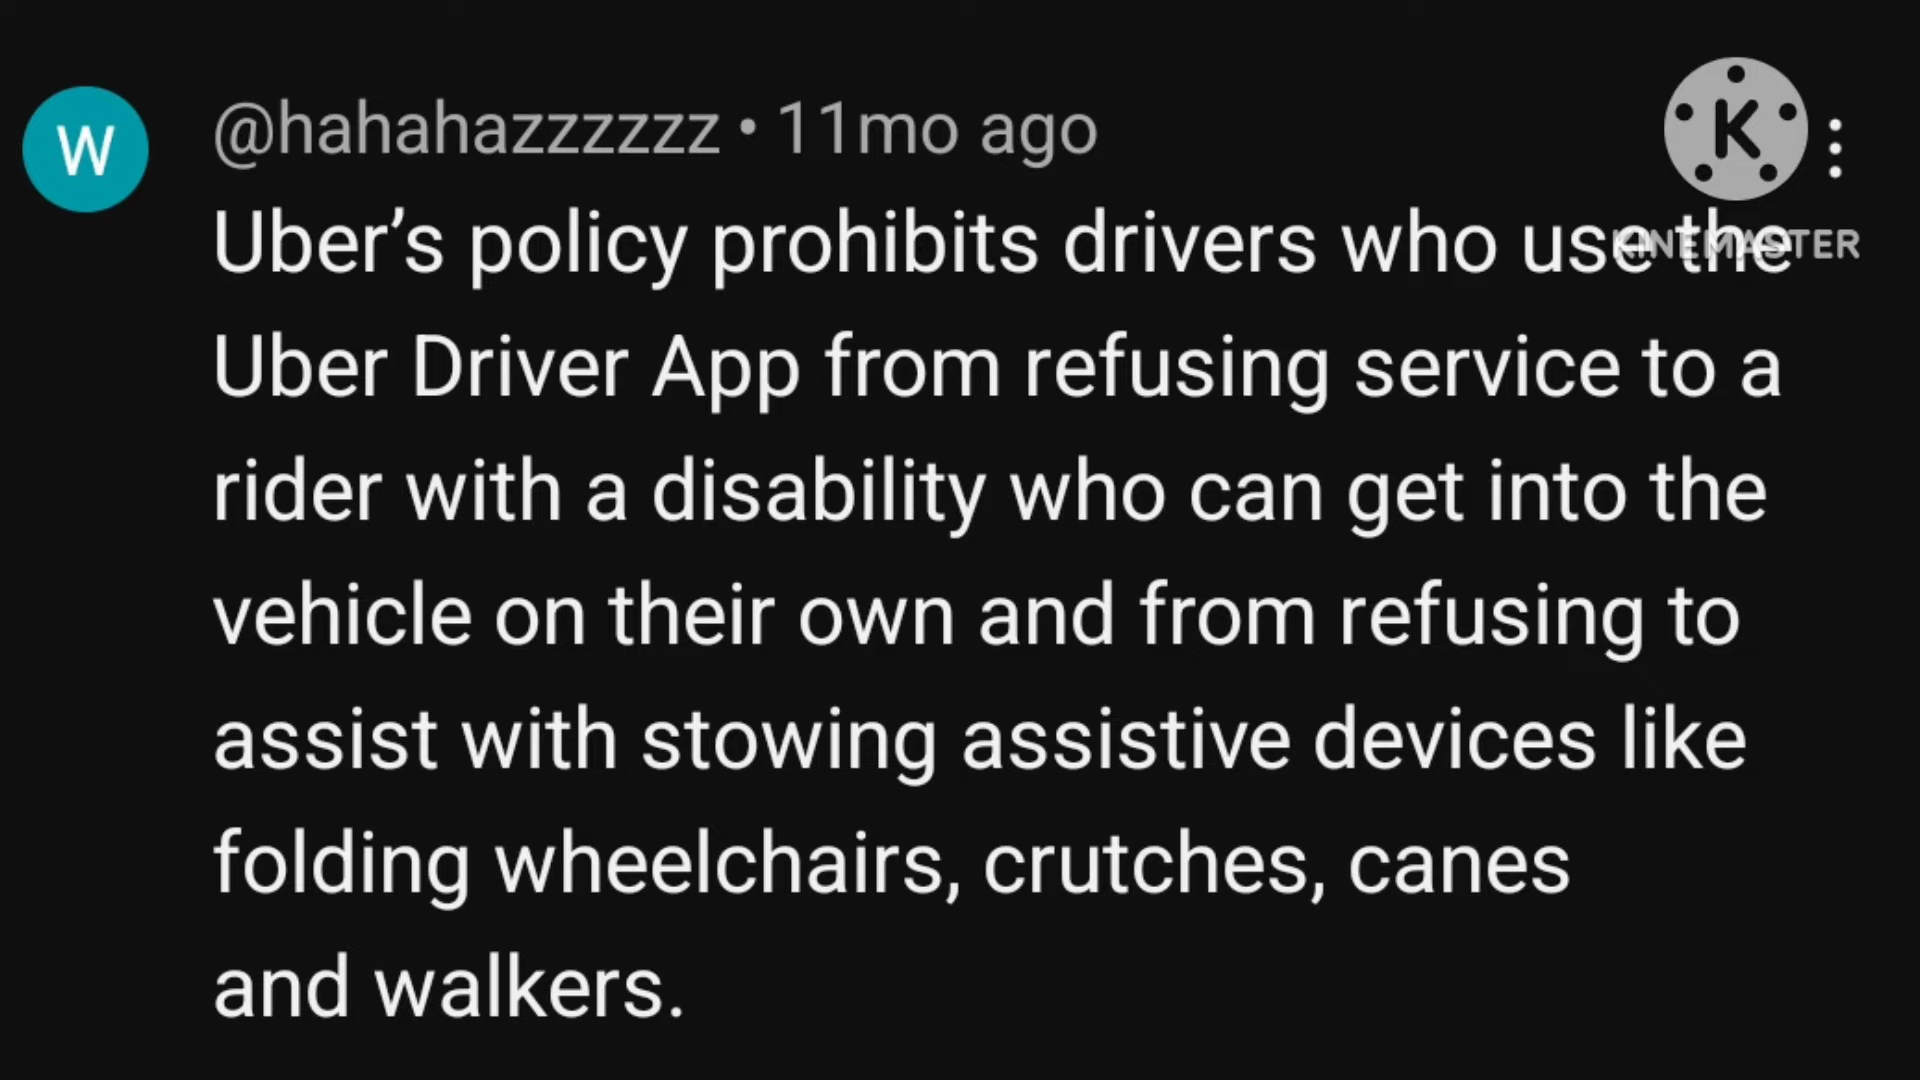 W
@hahahazzzzzz • 11mo ago
K
KINEMASTER
Uber’s policy prohibits drivers who use the
Uber Driver App from refusing service to a
rider with a disability who can get into the
vehicle on their own and from refusing to
assist with stowing assistive devices like
folding wheelchairs, crutches, canes
and walkers.